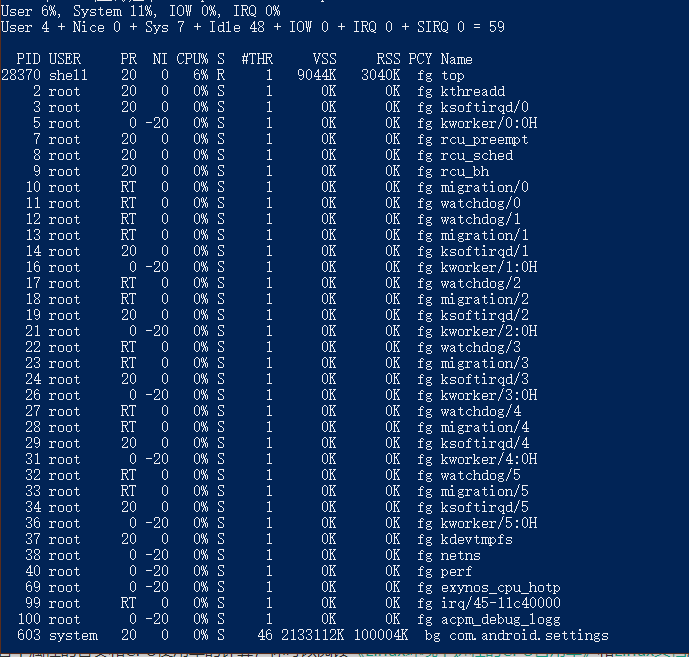 User 6%, System 11%, IOW 0%, IRQ 0%
User 4 + Nice 0 + Sys 7 + Idle 48 + IOW 0 + IRQ 0 + SIRQ 0 = 59
PID USER PR NI CPU% S #THR VSS RSS PCY Name
28370 shell 20 0 6% R 1 9044K 3040K fg top
2 root 20 0 0% S 1 0K 0K fg kthreadd
3 root 20 0 0% S 1 0K 0K fg ksoftirqd/0
5 root 0 -20 0% S 1 0K 0K fg kworker/0:0H
7 root 20 0 0% S 1 0K 0K fg rcu_preempt
8 root 20 0 0% S 1 0K 0K fg rcu_sched
9 root 20 0 0% S 1 0K 0K fg rcu_bh
10 root RT 0 0% S 1 0K 0K fg migration/0
11 root RT 0 0% S 1 0K 0K fg watchdog/0
12 root RT 0 0% S 1 0K 0K fg watchdog/1
13 root RT 0 0% S 1 0K 0K fg migration/1
14 root 20 0 0% S 1 0K 0K fg ksoftirqd/1
16 root 0 -20 0% S 1 0K 0K fg kworker/1:0H
17 root RT 0 0% S 1 0K 0K fg watchdog/2
18 root RT 0 0% S 1 0K 0K fg migration/2
19 root 20 0 0% S 1 0K 0K fg ksoftirqd/2
21 root 0 -20 0% S 1 0K 0K fg kworker/2:0H
22 root RT 0 0% S 1 0K 0K fg watchdog/3
23 root RT 0 0% S 1 0K 0K fg migration/3
24 root 20 0 0% S 1 0K 0K fg ksoftirqd/3
26 root 0 -20 0% S 1 0K 0K fg kworker/3:0H
27 root RT 0 0% S 1 0K 0K fg watchdog/4
28 root RT 0 0% S 1 0K 0K fg migration/4
29 root 20 0 0% S 1 0K 0K fg ksoftirqd/4
31 root 0 -20 0% S 1 0K 0K fg kworker/4:0H
32 root RT 0 0% S 1 0K 0K fg watchdog/5
33 root RT 0 0% S 1 0K 0K fg migration/5
34 root 20 0 0% S 1 0K 0K fg ksoftirqd/5
36 root 0 -20 0% S 1 0K 0K fg kworker/5:0H
37 root 20 0 0% S 1 0K 0K fg kdevtmpfs
38 root 0 -20 0% S 1 0K 0K fg netns
40 root 0 -20 0% S 1 0K 0K fg perf
69 root 0 -20 0% S 1 0K 0K fg exynos_cpu_hotp
99 root RT 0 0% S 1 0K 0K fg irq/45-11c40000
100 root 0 -20 0% S 1 0K 0K fg acpm_debug_logg
603 system 20 0 0% S 46 2133112K 100004K bg com.android.settings